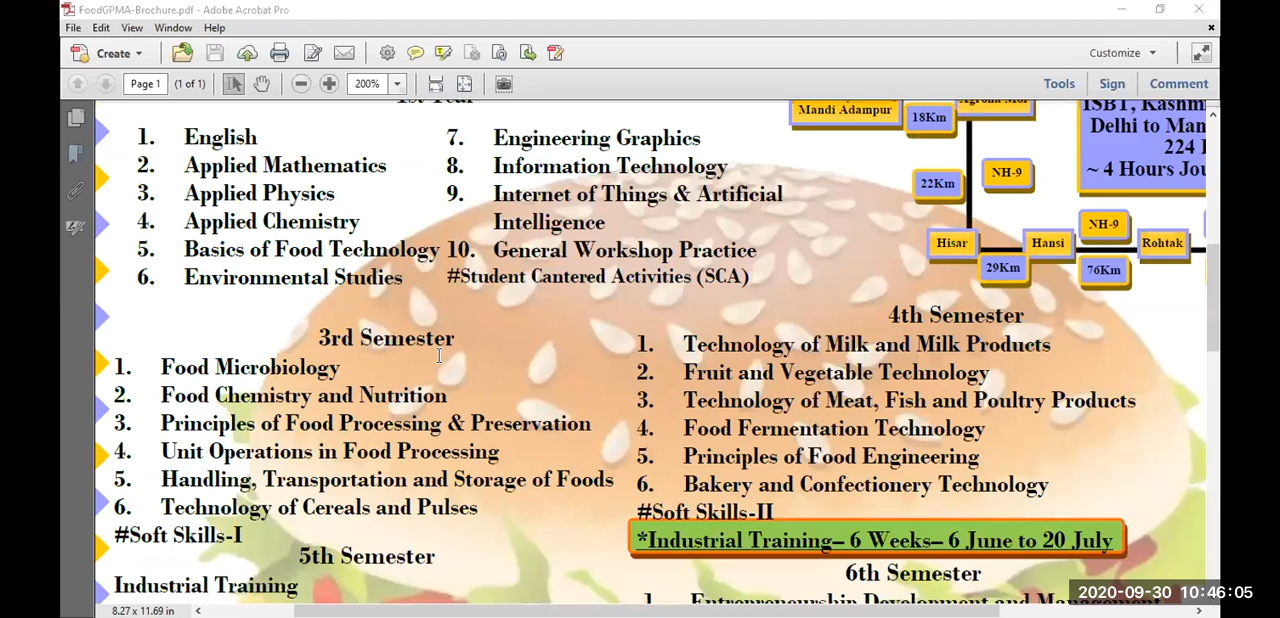 FoodGPMA-Brochure.pdf - Adobe Acrobat Pro
File Edit View Window Help
Create
Customize
Page 1 (1 of 1) 200%
Tools Sign Comment
1st Year
1. English
2. Applied Mathematics
3. Applied Physics
4. Applied Chemistry
5. Basics of Food Technology
6. Environmental Studies
7. Engineering Graphics
8. Information Technology
9. Internet of Things & Artificial
Intelligence
10. General Workshop Practice
#Student Cantered Activities (SCA)
Mandi Adampur
18Km
22Km
NH-9
Hisar
29Km
Hansi
NH-9
76Km
Rohtak
ISBT, Kashm
Delhi to Man
224
~ 4 Hours Jou
3rd Semester
1. Food Microbiology
2. Food Chemistry and Nutrition
3. Principles of Food Processing & Preservation
4. Unit Operations in Food Processing
5. Handling, Transportation and Storage of Foods
6. Technology of Cereals and Pulses
#Soft Skills-I
4th Semester
1. Technology of Milk and Milk Products
2. Fruit and Vegetable Technology
3. Technology of Meat, Fish and Poultry Products
4. Food Fermentation Technology
5. Principles of Food Engineering
6. Bakery and Confectionery Technology
#Soft Skills-II
*Industrial Training– 6 Weeks– 6 June to 20 July
5th Semester
Industrial Training
6th Semester
1. Entrepreneurship Development and Management
8.27 x 11.69 in
2020-09-30 10:46:05